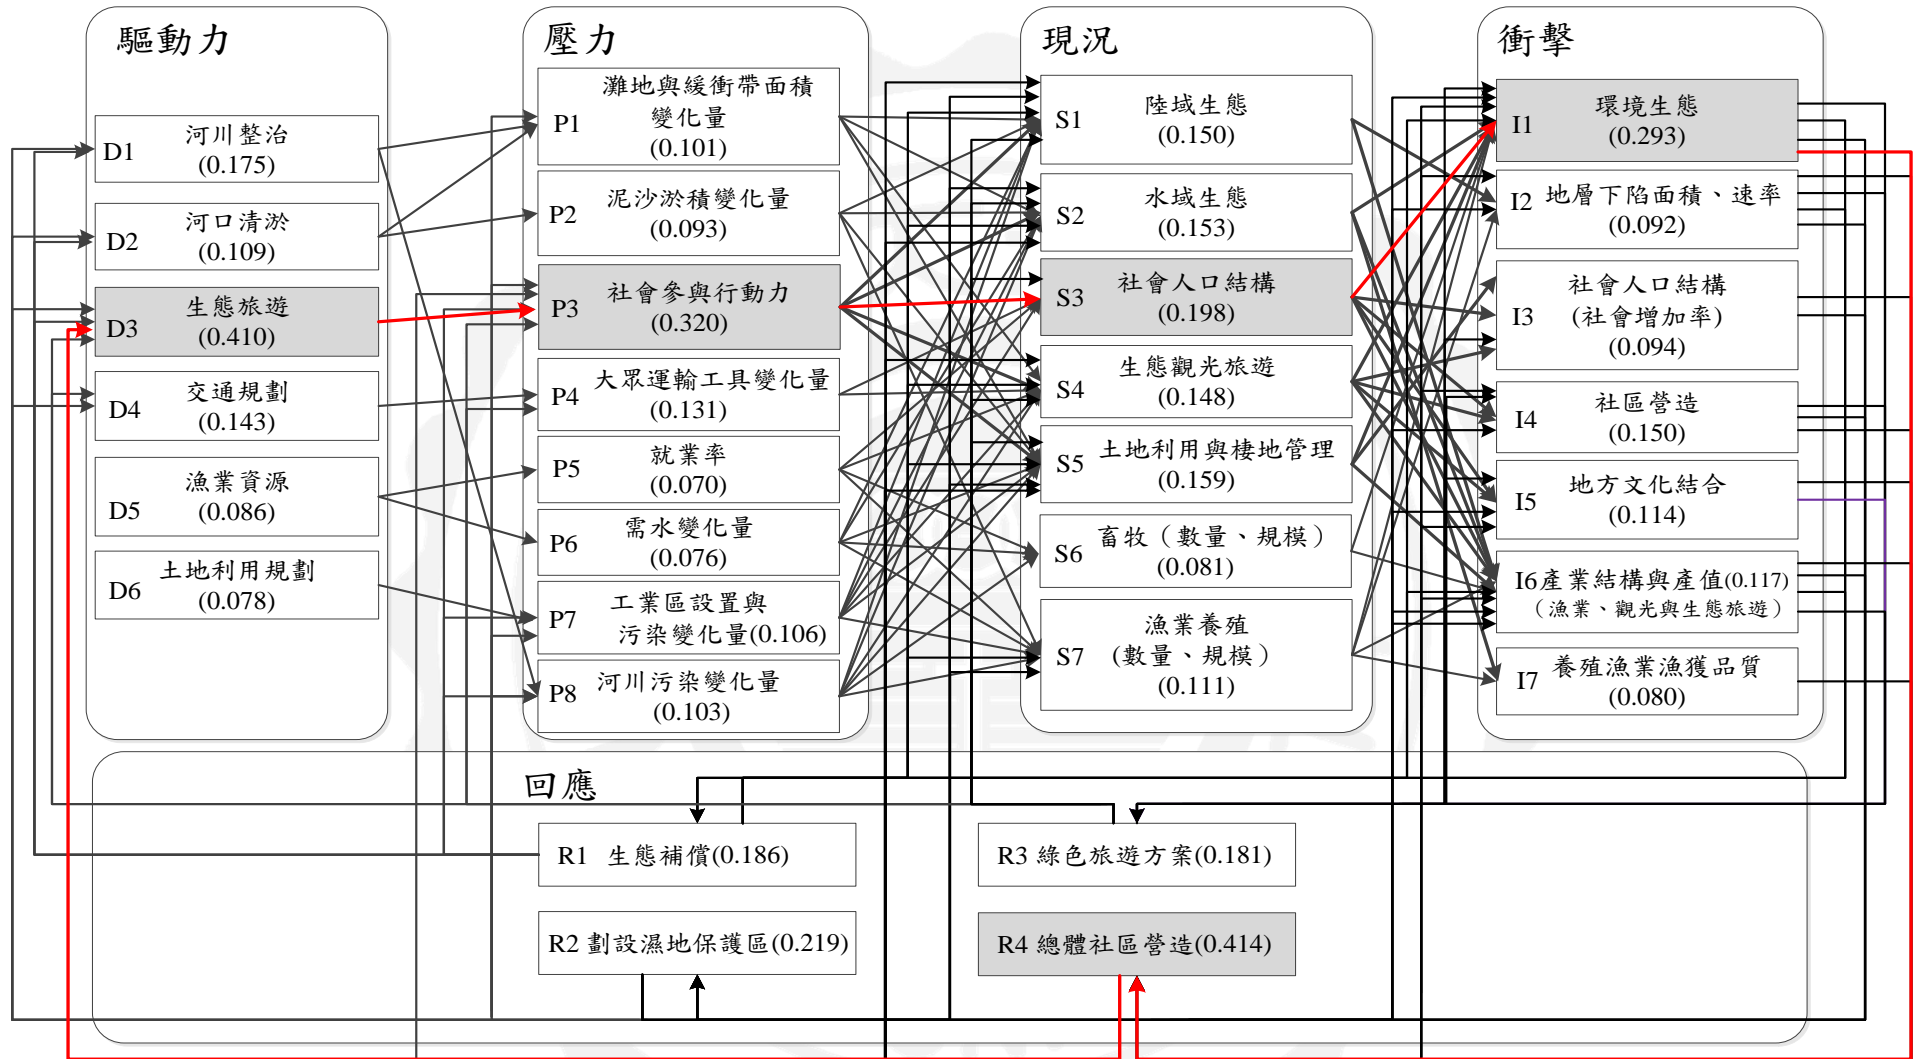 驅動力
D1
河川整治
(0.175)
D2
河口清淤
(0.109)
D3
生態旅遊
(0.410)
D4
交通規劃
(0.143)
D5
漁業資源
(0.086)
D6
土地利用規劃
(0.078)
壓力
P1
灘地與緩衝帶面積
變化量
(0.101)
P2
泥沙淤積變化量
(0.093)
P3
社會參與行動力
(0.320)
P4
大眾運輸工具變化量
(0.131)
P5
就業率
(0.070)
P6
需水變化量
(0.076)
P7
工業區設置與
污染變化量(0.106)
P8
河川污染變化量
(0.103)
現況
S1
陸域生態
(0.150)
S2
水域生態
(0.153)
S3
社會人口結構
(0.198)
S4
生態觀光旅遊
(0.148)
S5
土地利用與棲地管理
(0.159)
S6
畜牧（數量、規模）
(0.081)
S7
漁業養殖
(數量、規模)
(0.111)
衝擊
I1
環境生態
(0.293)
I2
地層下陷面積、速率
(0.092)
I3
社會人口結構
(社會增加率)
(0.094)
I4
社區營造
(0.150)
I5
地方文化結合
(0.114)
I6產業結構與產值(0.117)
（漁業、觀光與生態旅遊）
I7
養殖漁業漁獲品質
(0.080)
回應
R1 生態補償(0.186)
R3 綠色旅遊方案(0.181)
R2 劃設濕地保護區(0.219)
R4 總體社區營造(0.414)